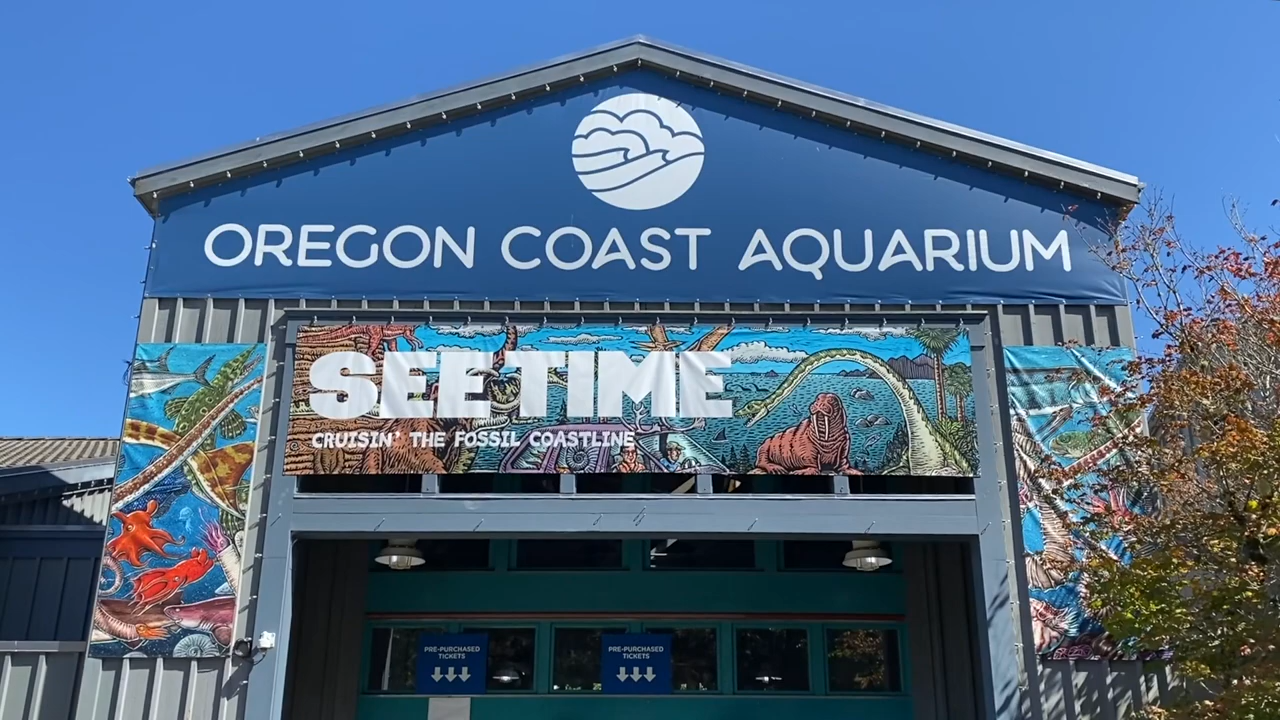 OREGON COAST AQUARIUM
SEETIME
CRUISIN' THE FOSSIL COASTLINE
PRE-PURCHASED
TICKETS
PRE-PURCHASED
TICKETS